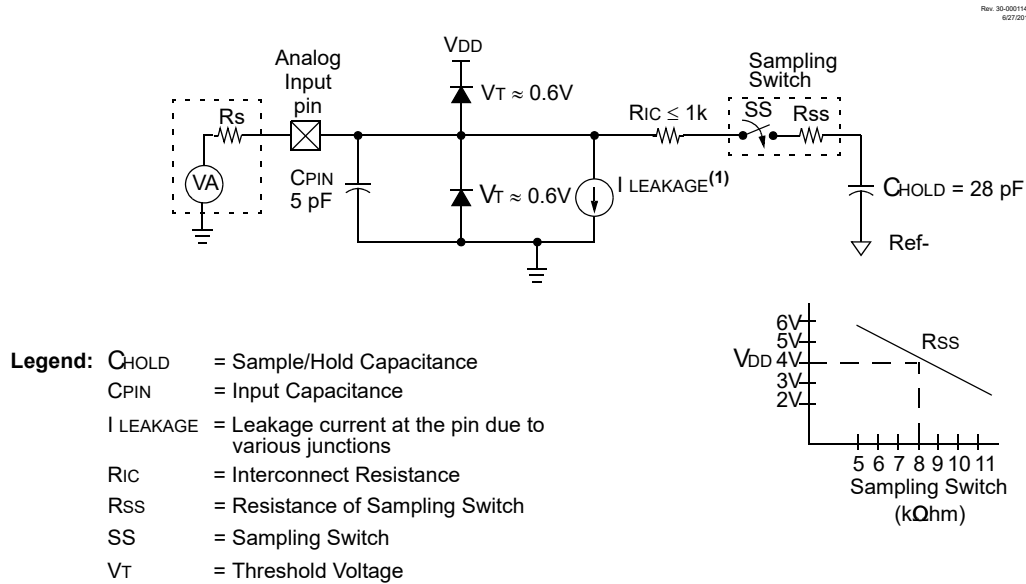 Rev. 30-000114
6/27/201
VDD
Analog
Input
pin
VT ≈ 0.6V
Sampling
Switch
Rs
RIC ≤ 1k
SS
Rss
VA
CPIN
5 pF
VT ≈ 0.6V
I LEAKAGE(1)
CHOLD = 28 pF
Ref-
6V
5V
VDD 4V
3V
2V
RSS
5 6 7 8 9 10 11
Sampling Switch
(kΩhm)
Legend: CHOLD = Sample/Hold Capacitance
CPIN = Input Capacitance
I LEAKAGE = Leakage current at the pin due to
various junctions
RIC = Interconnect Resistance
RSS = Resistance of Sampling Switch
SS = Sampling Switch
VT = Threshold Voltage